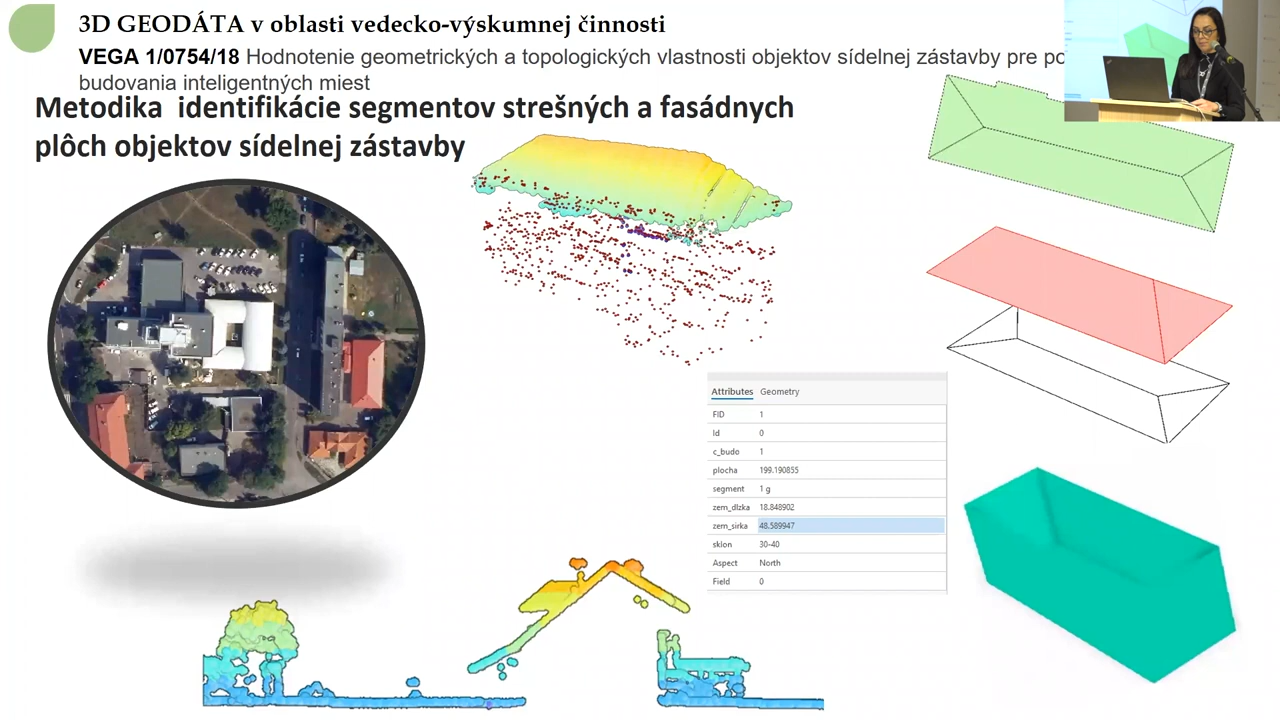 3D GEODÁTA v oblasti vedecko-výskumnej činnosti
VEGA 1/0754/18 Hodnotenie geometrických a topologických vlastností objektov sídelnej zástavby pre
budovania inteligentných miest
Metodika identifikácie segmentov strešných a fasádnych
plôch objektov sídelnej zástavby
Attributes Geometry
FID 1
Id 0
c_budo 1
plocha 199.190855
segment 1 g
zem_dlzka 18.848902
zem_sirka 48.589947
sklon 30-40
Aspect North
Field 0